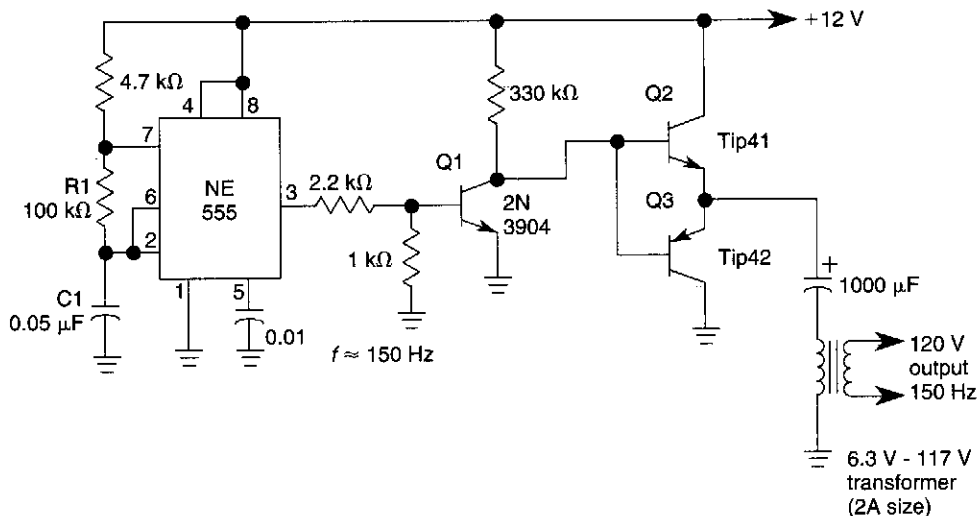 +12 V
4.7 kΩ
4
8
330 kΩ
Q2
7
Q1
Tip41
R1
100 kΩ
6
NE
555
3
2.2 kΩ
2N
3904
Q3
2
1 kΩ
Tip42
C1
0.05 μF
1
5
0.01
+
1000 μF
f ≈ 150 Hz
120 V
output
150 Hz
6.3 V - 117 V
transformer
(2A size)